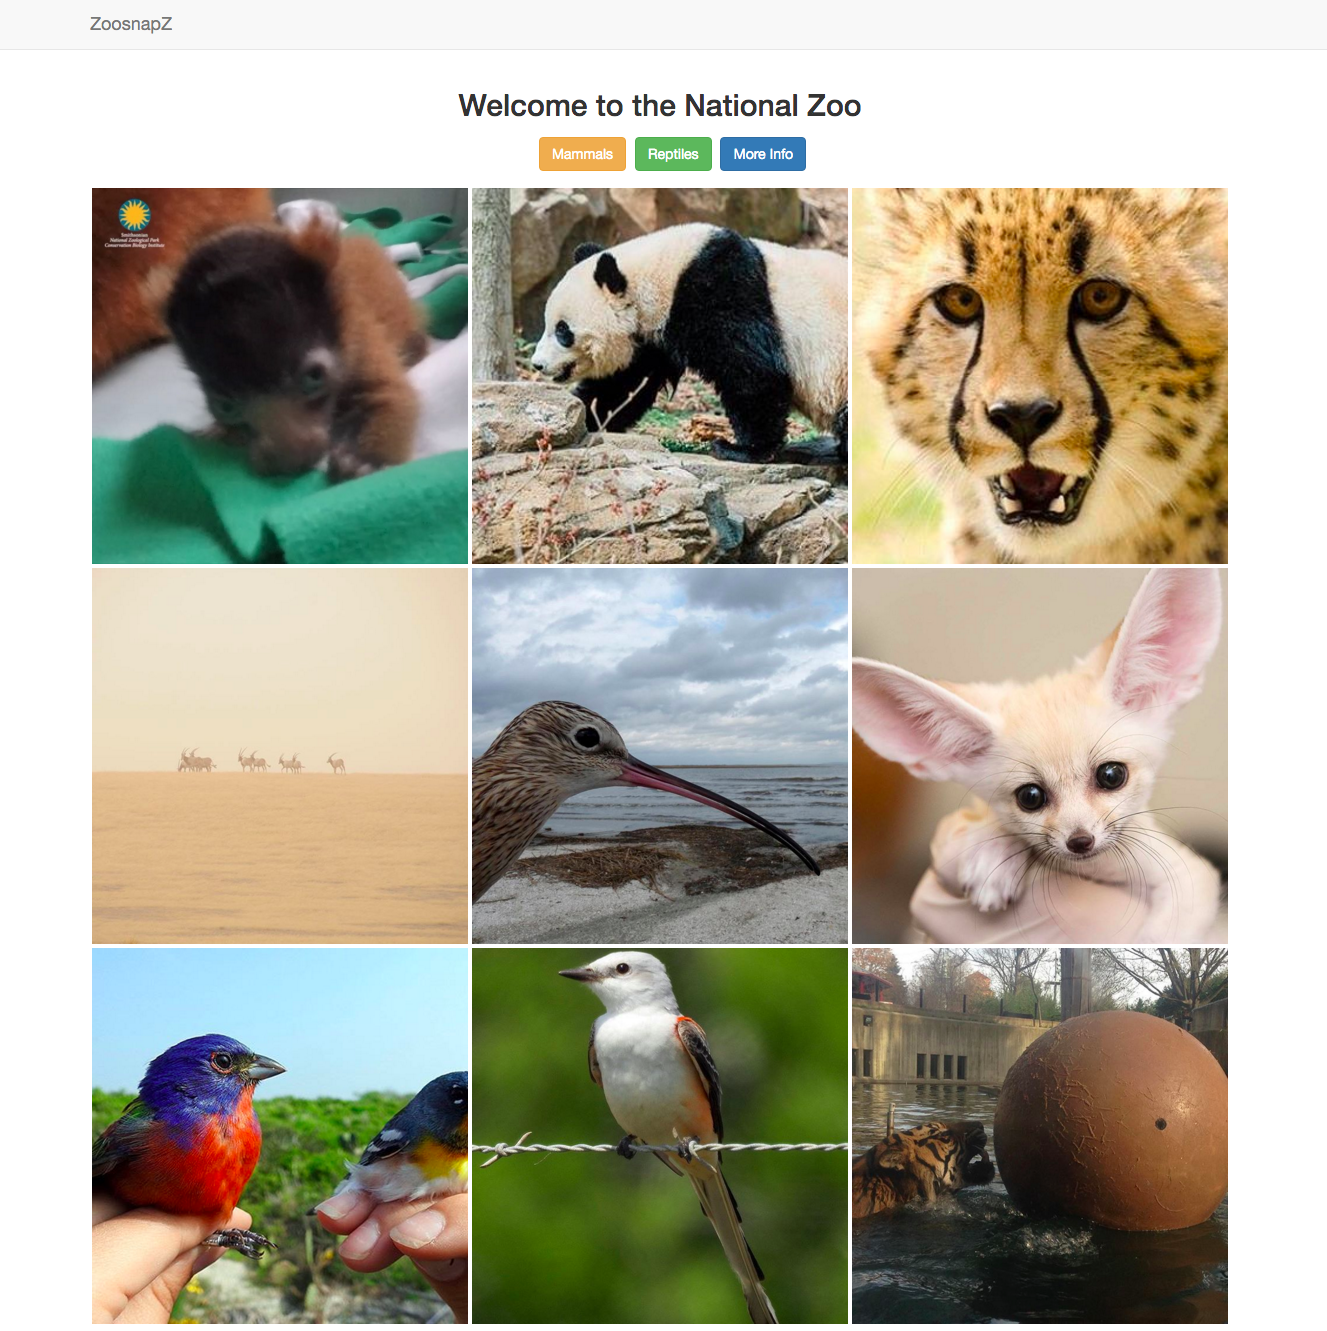 ZoosnapZ
Welcome to the National Zoo
Mammals
Reptiles
More Info
Smithsonian
National Zoological Park
Conservation Biology Institute